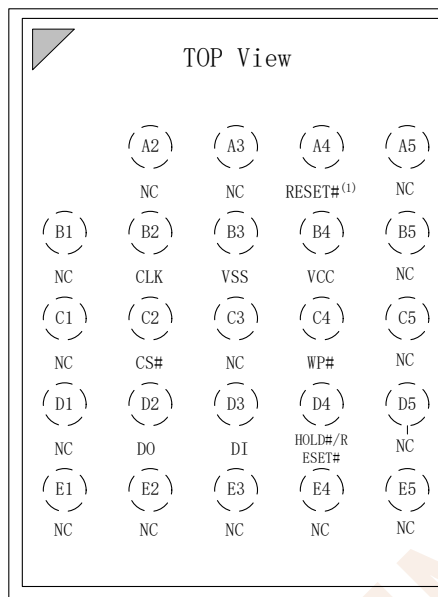 TOP View
A2 A3 A4 A5
NC NC RESET#(1) NC
B1 B2 B3 B4 B5
NC CLK VSS VCC NC
C1 C2 C3 C4 C5
NC CS# NC WP# NC
D1 D2 D3 D4 D5
NC DO DI HOLD#/R NC
ESET#
E1 E2 E3 E4 E5
NC NC NC NC NC